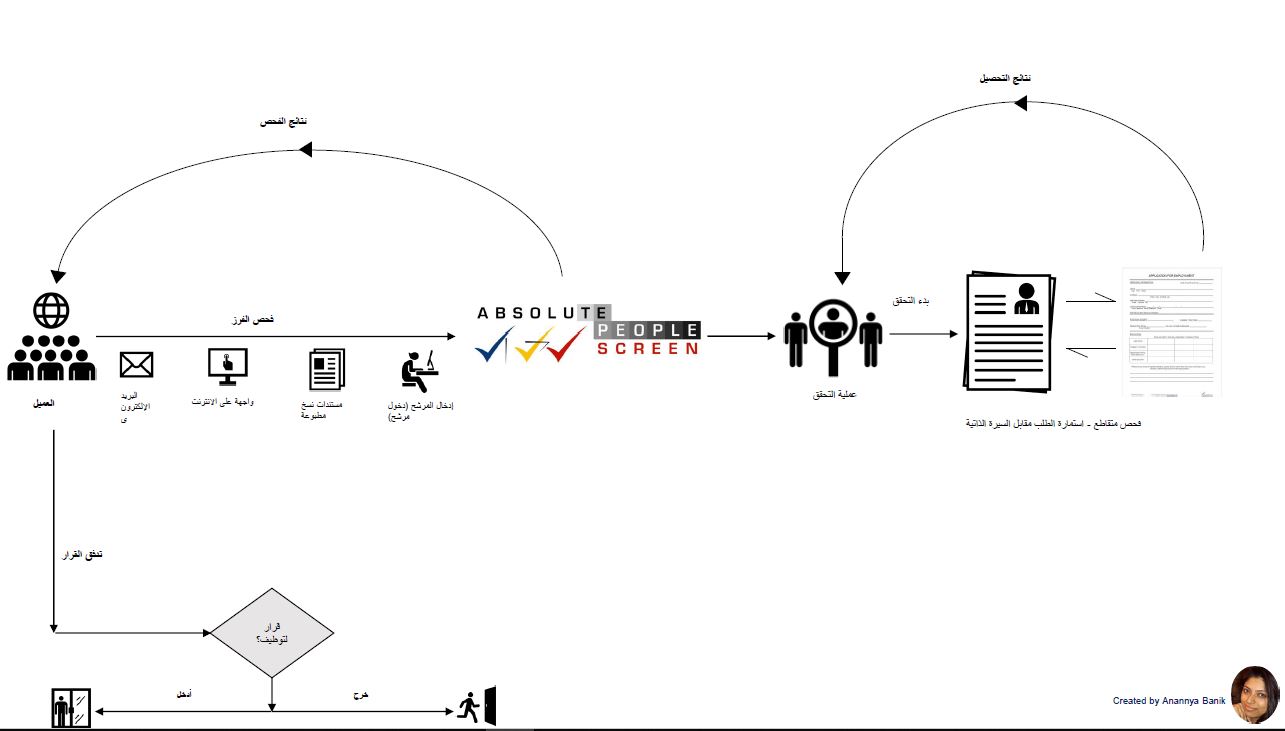 نتائج التحصيل
نتائج الفحص
فحص الفرز
ABSOLUTE
PEOPLE
SCREEN
بدء التحقق
APPLICATION FOR EMPLOYMENT
العميل
البريد
الإلكترون
ي
واجهة على الانترنت
مستندات نسخ
مطبوعة
إدخال المرشح (دخول
مرشح)
عملية التحقق
فحص متقاطع - استمارة الطلب مقابل السيرة الذاتية
تدفق القرار
قرار
لتوظيف؟
أدخل
خرج
Created by Anannya Banik